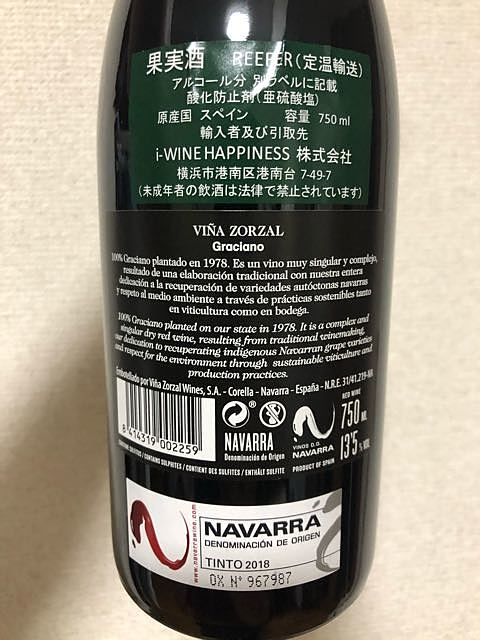 果実酒 REEFER(定温輸送)
アルコール分 別ラベルに記載
酸化防止剤(亜硫酸塩)
原産国 スペイン 容量 750ml
輸入者及び引取先
i-WINE HAPPINESS 株式会社
横浜市港南区港南台 7-49-7
(未成年者の飲酒は法律で禁止されています)
VIÑA ZORZAL
Graciano
100% Graciano plantado en 1978. Es un vino muy singular y complejo,
resultado de una elaboración tradicional con nuestra entera
dedicación a la recuperación de variedades autóctonas navarras
y respeto al medio ambiente a través de prácticas sostenibles tanto
en viticultura como en bodega.
100% Graciano planted on our state in 1978. It is a complex and
singular dry red wine, resulting from traditional winemaking,
our dedication to recuperating indigenous Navarran grape varieties
and respect for the environment through sustainable viticulture and
production practices.
Embotellado por Viña Zorzal Wines, S.A. - Corella - Navarra - España - N.R.E. 31/41.219-NA
8 414319 002259
NAVARRA
Denominación de Origen
VINOS D.O.
NAVARRA
PRODUCT OF SPAIN
RED WINE
750 ML
13'5 % VOL
CONTIENE SULFITOS / CONTAINS SULPHITES / CONTIENT DES SULFITES / ENTHÄLT SULFITE
www.navarrawine.com
NAVARRA
DENOMINACIÓN DE ORIGEN
TINTO 2018
OX Nº 967987